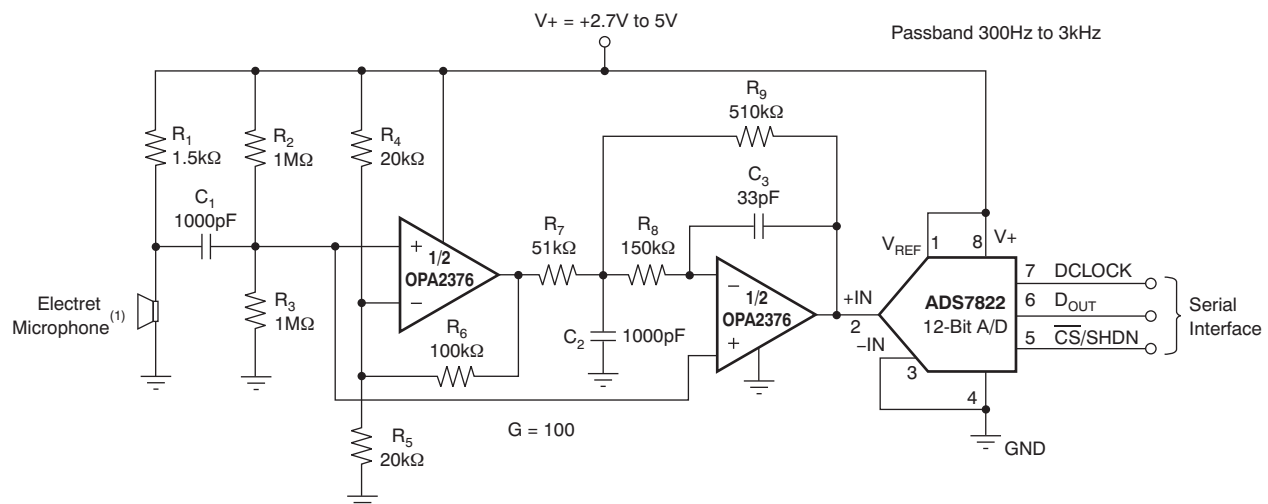 V+ = +2.7V to 5V
Passband 300Hz to 3kHz
R1
1.5kΩ
R2
1MΩ
R4
20kΩ
R9
510kΩ
C3
33pF
C1
1000pF
R7
51kΩ
R8
150kΩ
VREF
1
8
V+
+
1/2
OPA2376
−
−
1/2
OPA2376
+
7
DCLOCK
+IN
ADS7822
6
DOUT
Serial
Interface
2
12-Bit A/D
−IN
5
CS/SHDN
3
4
Electret
Microphone(1)
R3
1MΩ
R6
100kΩ
C2
1000pF
G = 100
R5
20kΩ
GND